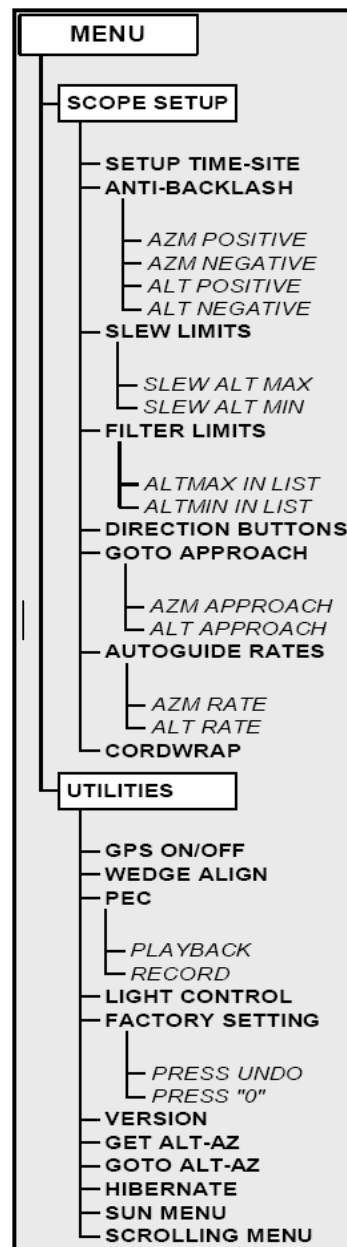 MENU
SCOPE SETUP
SETUP TIME-SITE
ANTI-BACKLASH
AZM POSITIVE
AZM NEGATIVE
ALT POSITIVE
ALT NEGATIVE
SLEW LIMITS
SLEW ALT MAX
SLEW ALT MIN
FILTER LIMITS
ALTMAX IN LIST
ALTMIN IN LIST
DIRECTION BUTTONS
GOTO APPROACH
AZM APPROACH
ALT APPROACH
AUTOGUIDE RATES
AZM RATE
ALT RATE
CORDWRAP
UTILITIES
GPS ON/OFF
WEDGE ALIGN
PEC
PLAYBACK
RECORD
LIGHT CONTROL
FACTORY SETTING
PRESS UNDO
PRESS "0"
VERSION
GET ALT-AZ
GOTO ALT-AZ
HIBERNATE
SUN MENU
SCROLLING MENU